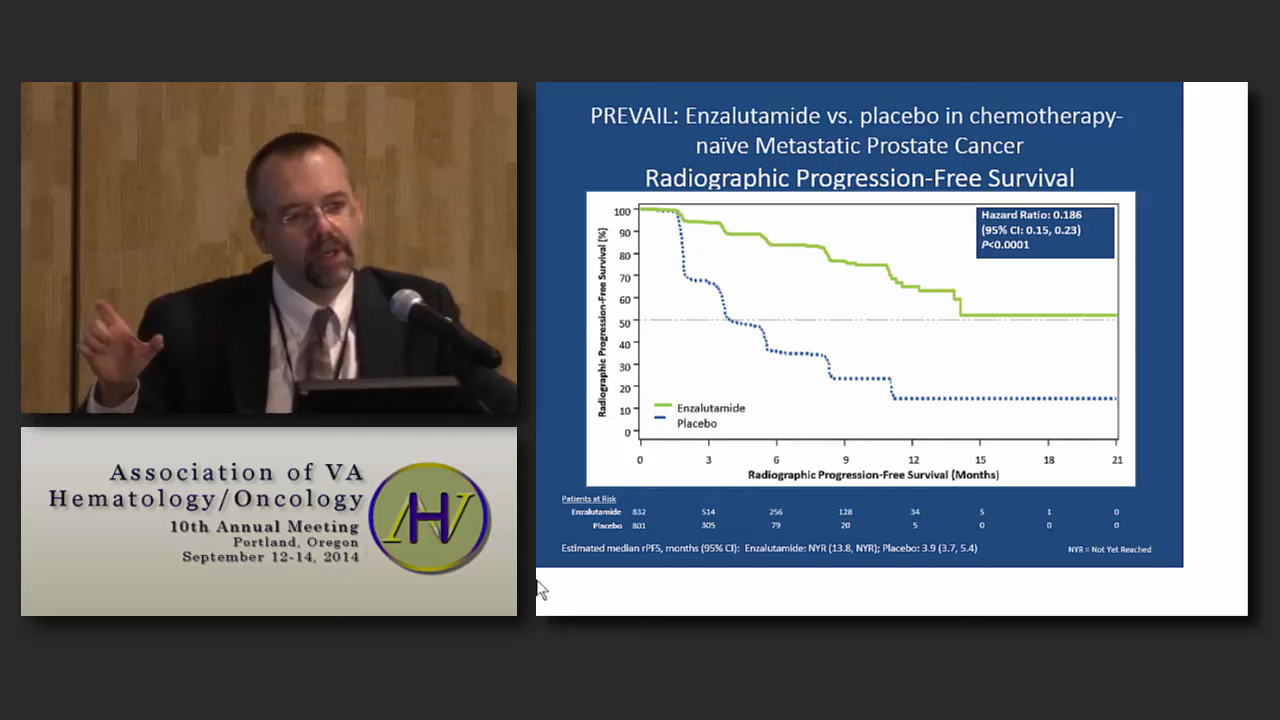 Association of VA
Hematology/Oncology
10th Annual Meeting
Portland, Oregon
September 12-14, 2014
PREVAIL: Enzalutamide vs. placebo in chemotherapy-
naïve Metastatic Prostate Cancer
Radiographic Progression-Free Survival
Radiographic Progression-Free Survival (%)
100
90
80
70
60
50
40
30
20
10
0
Hazard Ratio: 0.186
(95% CI: 0.15, 0.23)
P<0.0001
Enzalutamide
Placebo
0 3 6 9 12 15 18 21
Radiographic Progression-Free Survival (Months)
Patients at Risk
Enzalutamide 832 514 256 128 34 5 1 0
Placebo 801 305 79 20 5 0 0 0
Estimated median rPFS, months (95% CI): Enzalutamide: NYR (13.8, NYR); Placebo: 3.9 (3.7, 5.4)
NYR = Not Yet Reached